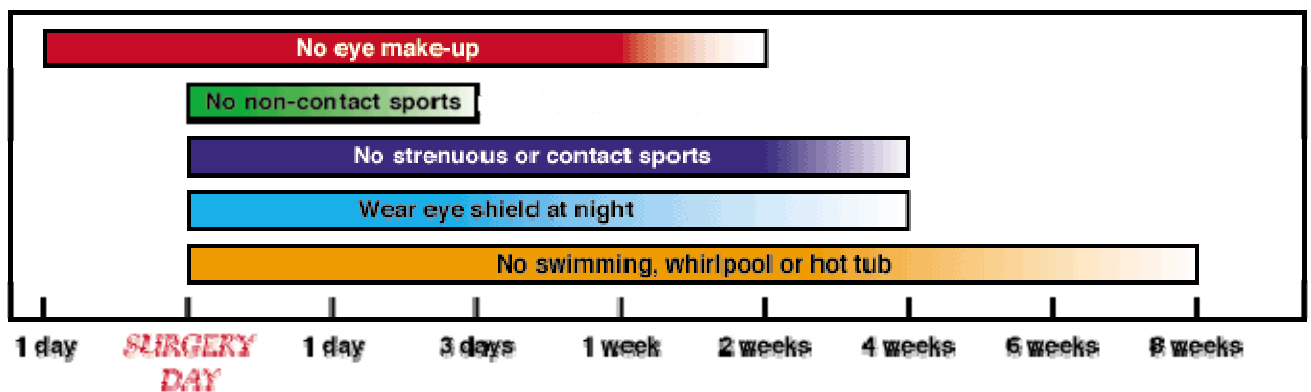 No eye make-up
No non-contact sports
No strenuous or contact sports
Wear eye shield at night
No swimming, whirlpool or hot tub
1 day SURGERY 1 day 3 days 1 week 2 weeks 4 weeks 6 weeks 8 weeks
DAY